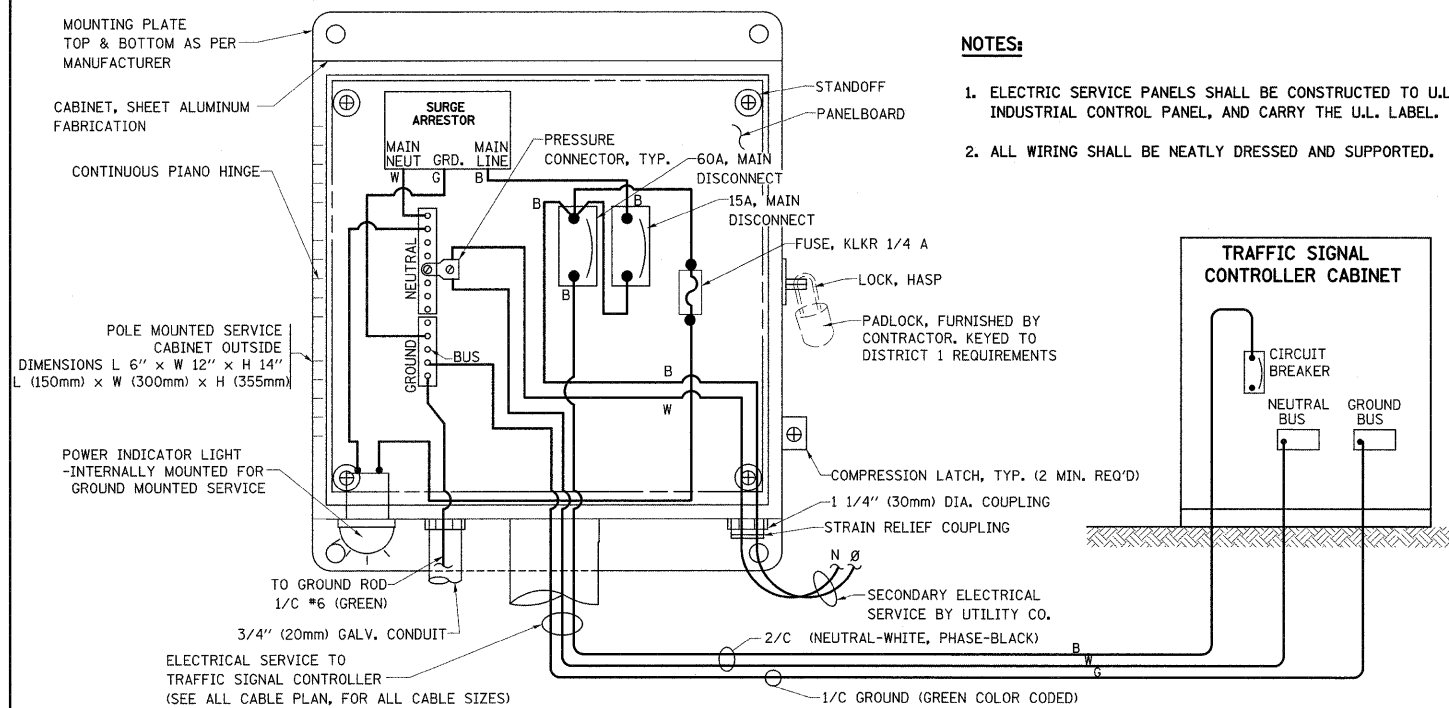 MOUNTING PLATE
TOP & BOTTOM AS PER
MANUFACTURER
CABINET, SHEET ALUMINUM
FABRICATION
CONTINUOUS PIANO HINGE
POLE MOUNTED SERVICE
CABINET OUTSIDE
DIMENSIONS L 6" x W 12" x H 14"
L (150mm) x W (300mm) x H (355mm)
POWER INDICATOR LIGHT
-INTERNALLY MOUNTED FOR
GROUND MOUNTED SERVICE
SURGE
ARRESTOR
MAIN
NEUT
GRD.
MAIN
LINE
W
G
B
NEUTRAL
GROUND
BUS
PRESSURE
CONNECTOR, TYP.
STANDOFF
PANELBOARD
60A, MAIN
DISCONNECT
15A, MAIN
DISCONNECT
B
B
B
FUSE, KLKR 1/4 A
LOCK, HASP
PADLOCK, FURNISHED BY
CONTRACTOR. KEYED TO
DISTRICT 1 REQUIREMENTS
B
W
COMPRESSION LATCH, TYP. (2 MIN. REQ'D)
1 1/4" (30mm) DIA. COUPLING
STRAIN RELIEF COUPLING
N Ø
SECONDARY ELECTRICAL
SERVICE BY UTILITY CO.
TO GROUND ROD
1/C #6 (GREEN)
3/4" (20mm) GALV. CONDUIT
ELECTRICAL SERVICE TO
TRAFFIC SIGNAL CONTROLLER
(SEE ALL CABLE PLAN, FOR ALL CABLE SIZES)
2/C (NEUTRAL-WHITE, PHASE-BLACK)
B
W
G
1/C GROUND (GREEN COLOR CODED)
NOTES:
1. ELECTRIC SERVICE PANELS SHALL BE CONSTRUCTED TO U.L
INDUSTRIAL CONTROL PANEL, AND CARRY THE U.L. LABEL.
2. ALL WIRING SHALL BE NEATLY DRESSED AND SUPPORTED.
TRAFFIC SIGNAL
CONTROLLER CABINET
CIRCUIT
BREAKER
NEUTRAL
BUS
GROUND
BUS